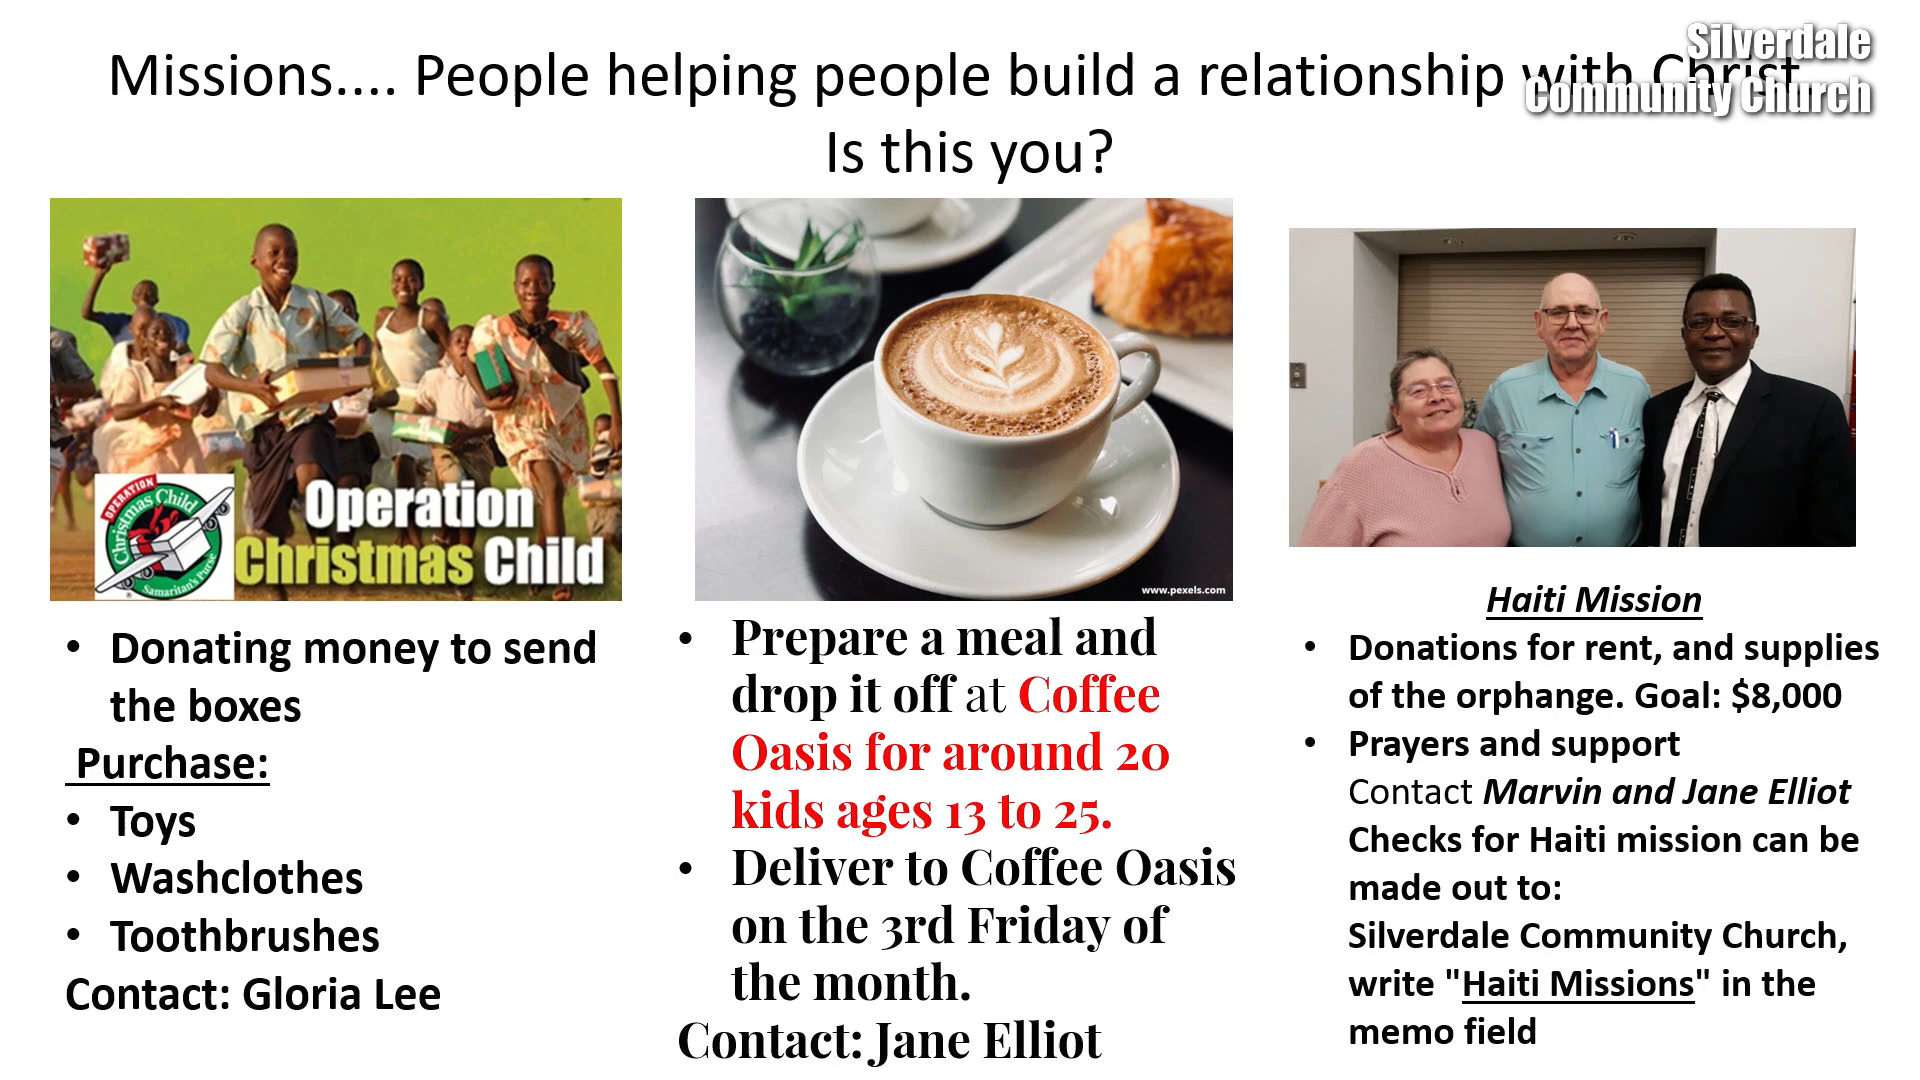 Missions.... People helping people build a relationship with Christ.
Is this you?
Silverdale
Community Church
OPERATION
Christmas Child
Samaritan's Purse
Operation
Christmas Child
• Donating money to send
the boxes
Purchase:
• Toys
• Washclothes
• Toothbrushes
Contact: Gloria Lee
www.pexels.com
• Prepare a meal and
drop it off at Coffee
Oasis for around 20
kids ages 13 to 25.
• Deliver to Coffee Oasis
on the 3rd Friday of
the month.
Contact: Jane Elliot
Haiti Mission
• Donations for rent, and supplies
of the orphange. Goal: $8,000
• Prayers and support
Contact Marvin and Jane Elliot
Checks for Haiti mission can be
made out to:
Silverdale Community Church,
write "Haiti Missions" in the
memo field